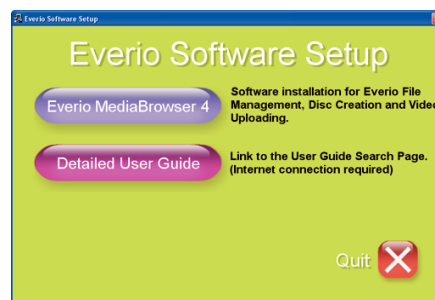 Everio Software Setup
Everio Software Setup
Everio MediaBrowser 4
Software installation for Everio File
Management, Disc Creation and Video
Uploading.
Detailed User Guide
Link to the User Guide Search Page.
(Internet connection required)
Quit